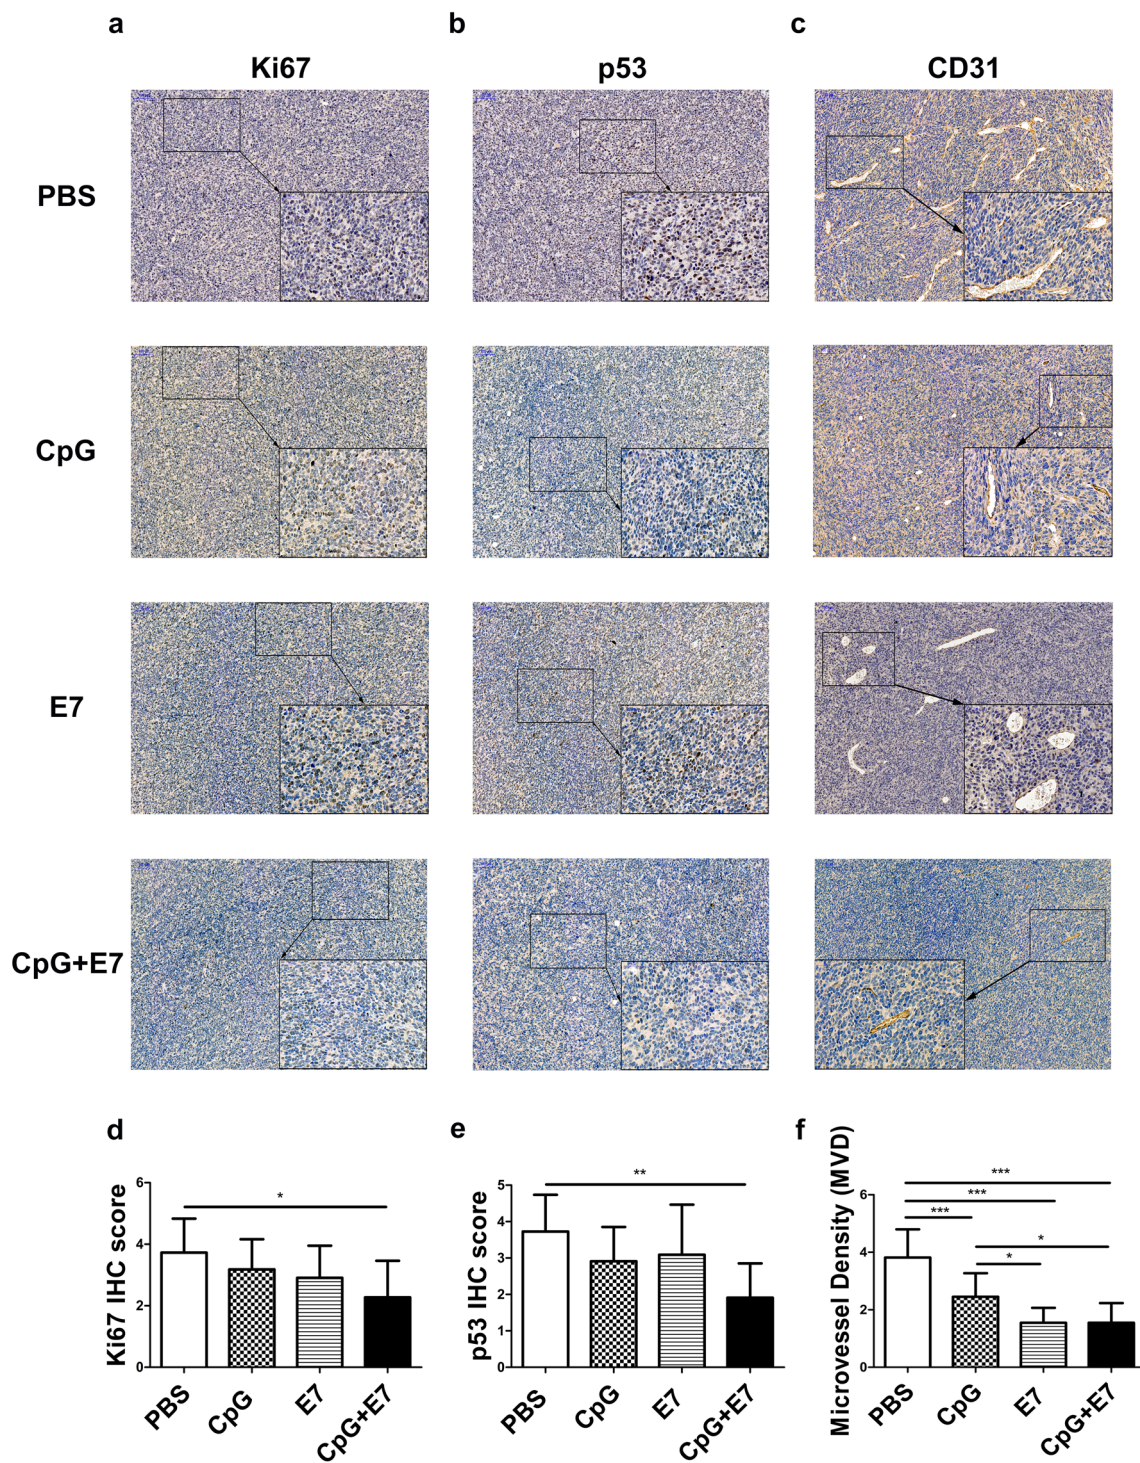 a b c
Ki67 p53 CD31
PBS
CpG
E7
CpG+E7
d
Ki67 IHC score
6
4
2
0
*
PBS CpG E7 CpG+E7
e
p53 IHC score
5
4
3
2
1
0
**
PBS CpG E7 CpG+E7
f
Microvessel Density (MVD)
6
4
2
0
***
***
***
*
*
PBS CpG E7 CpG+E7